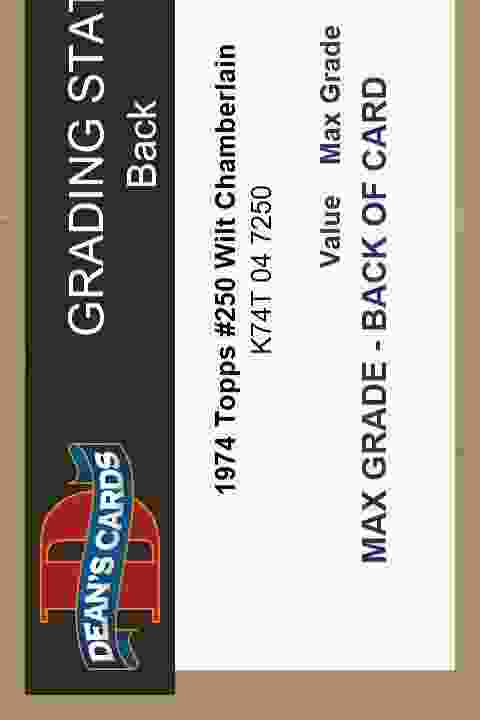 GRADING STAT
Back
DEAN'S CARDS
1974 Topps #250 Wilt Chamberlain
K74T 04 7250
Value Max Grade
MAX GRADE - BACK OF CARD